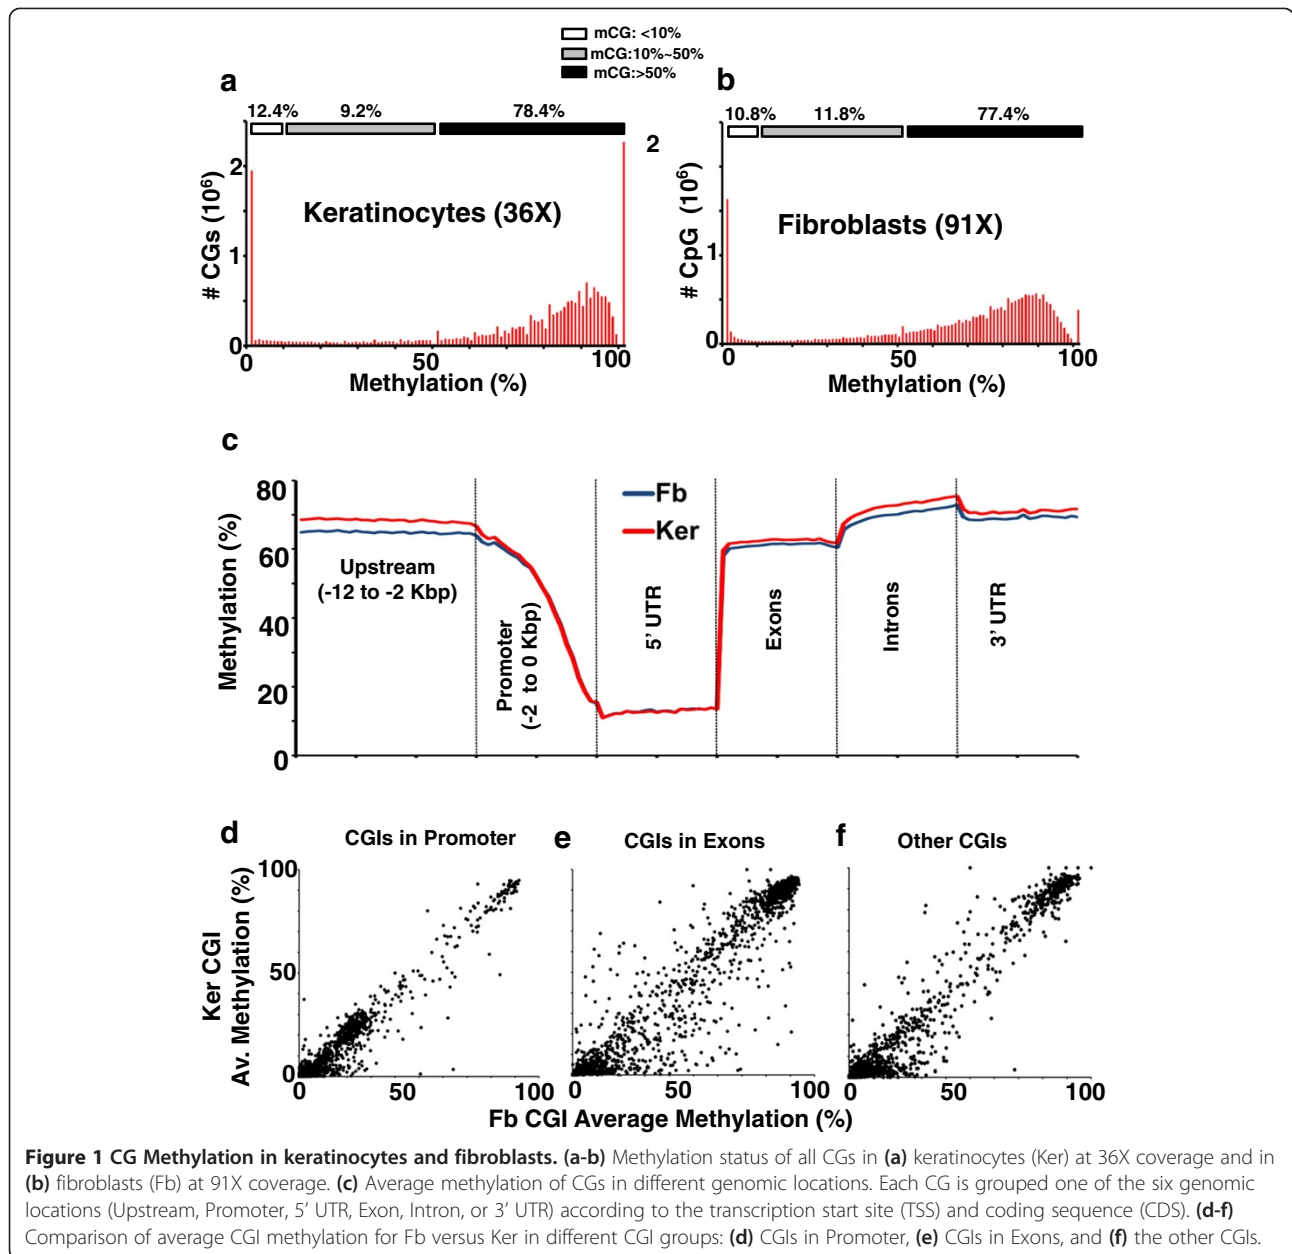 mCG: <10%
mCG:10%~50%
mCG:>50%
a
12.4%
9.2%
78.4%
# CGs (10⁶)
2
1
0
Keratinocytes (36X)
0
50
100
Methylation (%)
b
10.8%
11.8%
77.4%
# CpG (10⁶)
2
1
0
Fibroblasts (91X)
0
50
100
Methylation (%)
c
Methylation (%)
80
60
40
20
0
Fb
Ker
Upstream
(-12 to -2 Kbp)
Promoter
(-2 to 0 Kbp)
5’ UTR
Exons
Introns
3’ UTR
d
CGIs in Promoter
e
CGIs in Exons
f
Other CGIs
Ker CGI
Av. Methylation (%)
100
50
0
0
50
100
0
50
100
0
50
100
Fb CGI Average Methylation (%)
Figure 1 CG Methylation in keratinocytes and fibroblasts. (a-b) Methylation status of all CGs in (a) keratinocytes (Ker) at 36X coverage and in
(b) fibroblasts (Fb) at 91X coverage. (c) Average methylation of CGs in different genomic locations. Each CG is grouped one of the six genomic
locations (Upstream, Promoter, 5’ UTR, Exon, Intron, or 3’ UTR) according to the transcription start site (TSS) and coding sequence (CDS). (d-f)
Comparison of average CGI methylation for Fb versus Ker in different CGI groups: (d) CGIs in Promoter, (e) CGIs in Exons, and (f) the other CGIs.